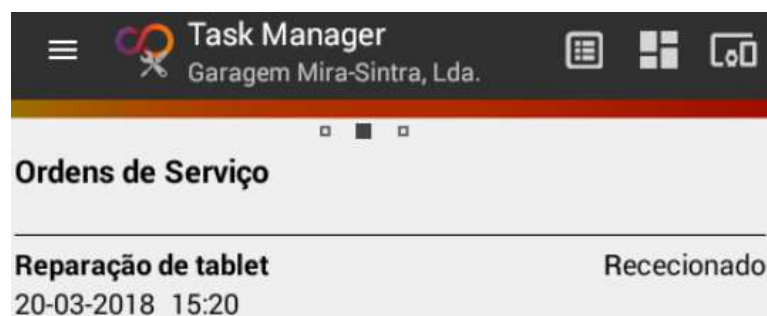 Task Manager
Garagem Mira-Sintra, Lda.
Ordens de Serviço
Reparação de tablet Rececionado
20-03-2018 15:20